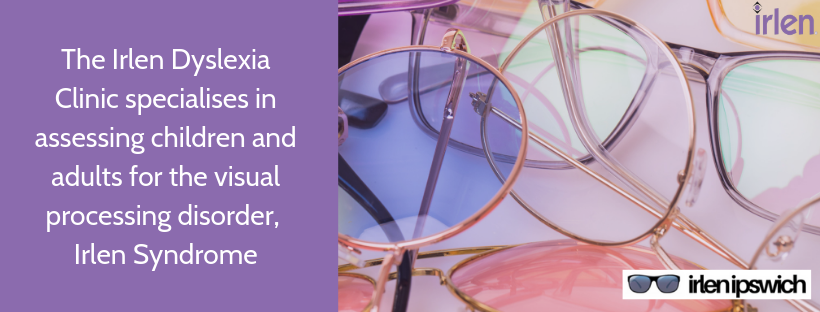 The Irlen Dyslexia
Clinic specialises in
assessing children and
adults for the visual
processing disorder,
Irlen Syndrome
irlen
irlenipswich